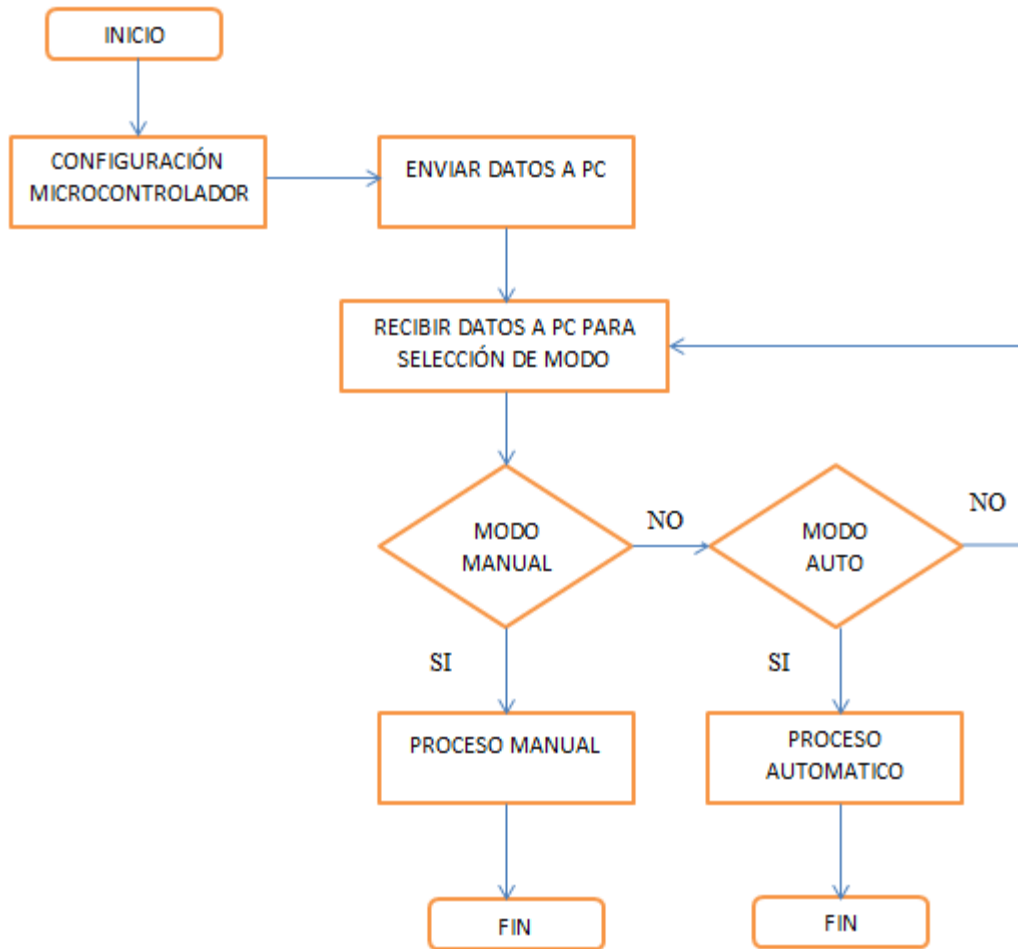 INICIO
CONFIGURACIÓN
MICROCONTROLADOR
ENVIAR DATOS A PC
RECIBIR DATOS A PC PARA
SELECCIÓN DE MODO
MODO
MANUAL
NO
MODO
AUTO
NO
SI
SI
PROCESO MANUAL
PROCESO
AUTOMATICO
FIN
FIN